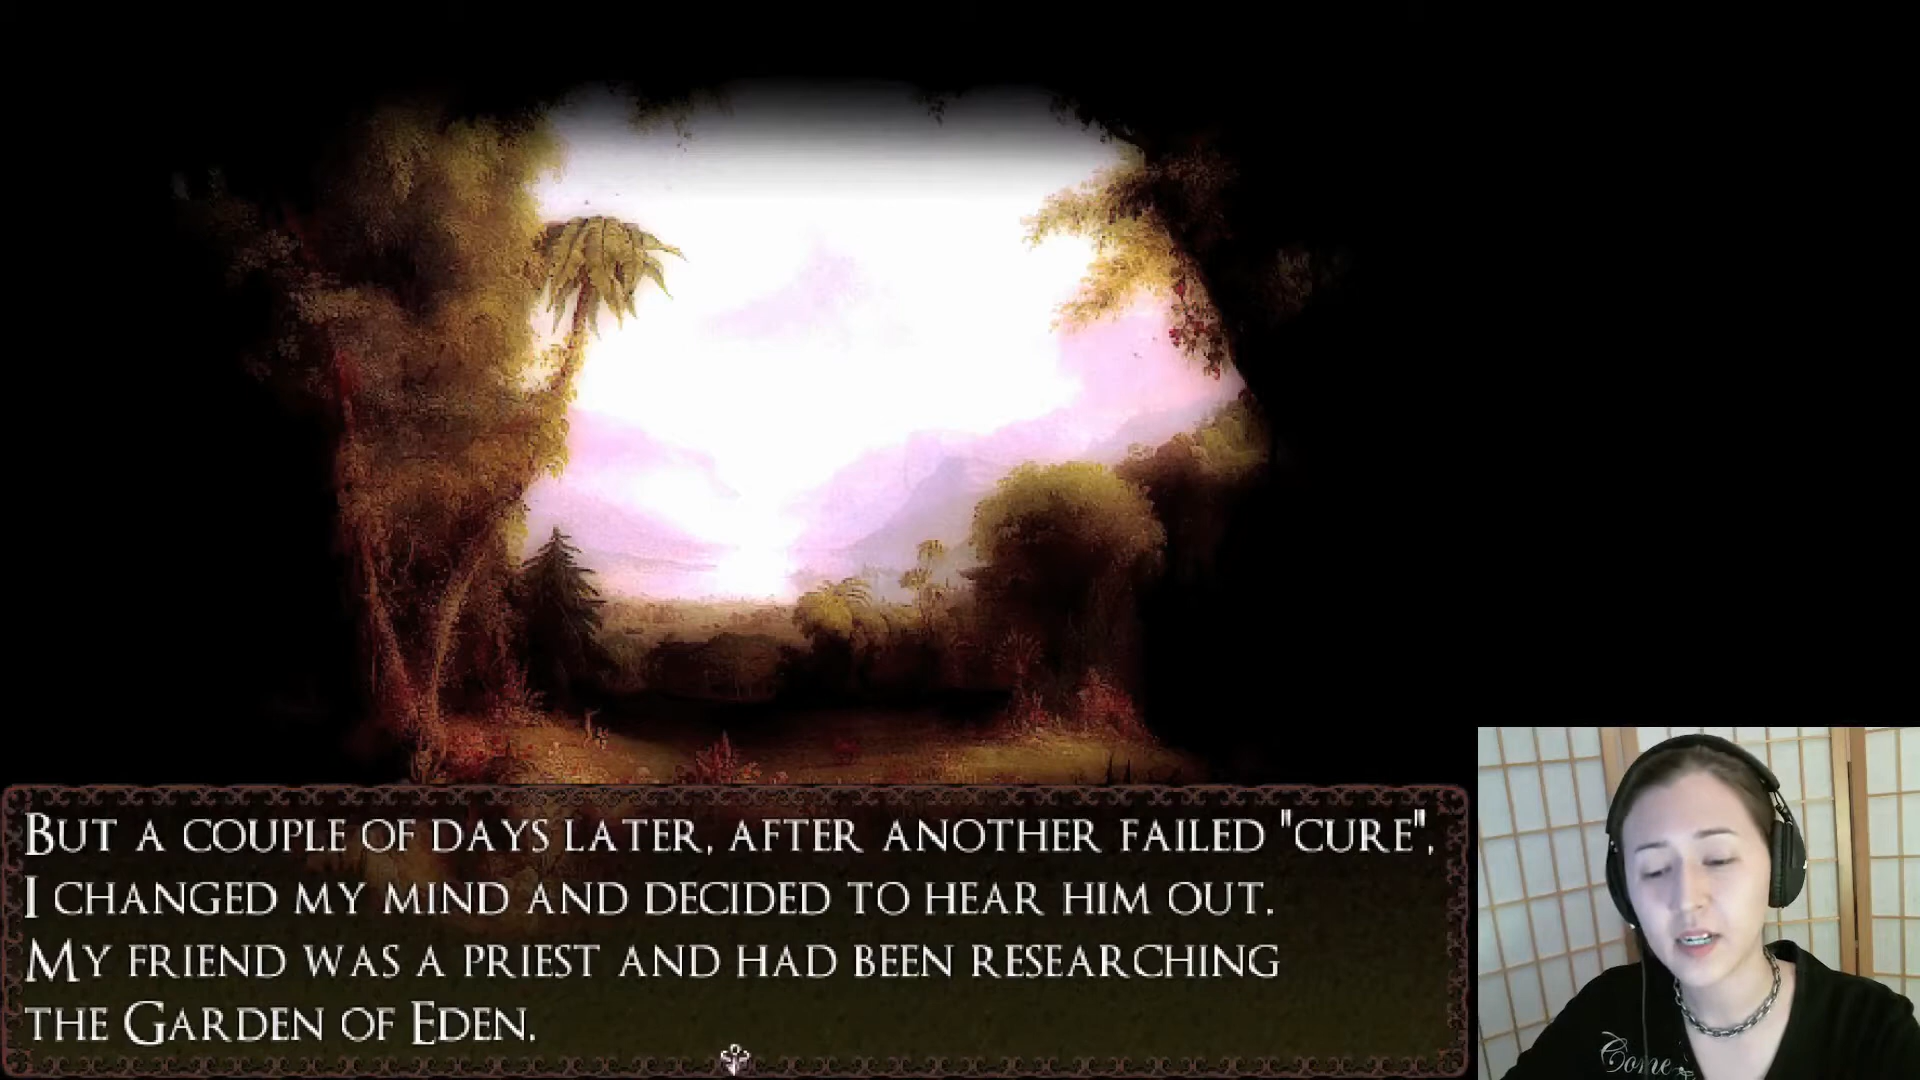 But a couple of days later, after another failed "cure",
I changed my mind and decided to hear him out.
My friend was a priest and had been researching
the Garden of Eden.
Come